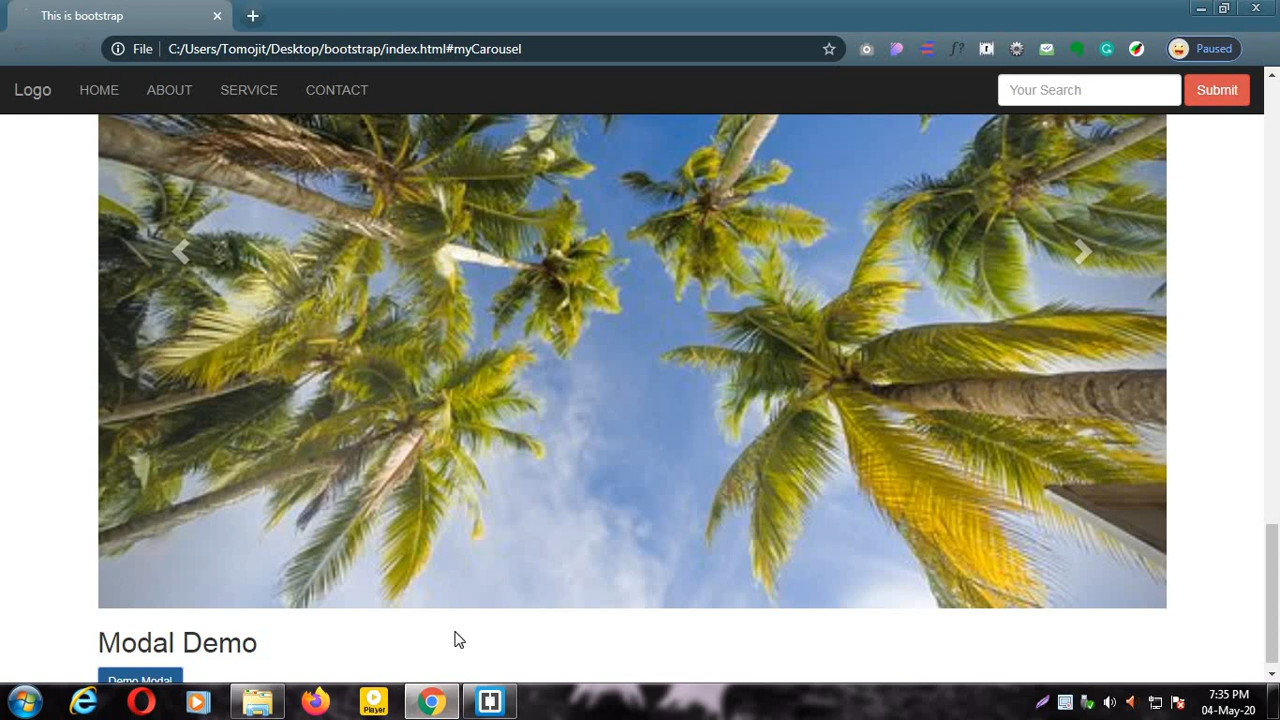 This is bootstrap
File
C:/Users/Tomojit/Desktop/bootstrap/index.html#myCarousel
Paused
Logo HOME ABOUT SERVICE CONTACT
Your Search
Submit
Modal Demo
Demo Modal
Player
7:35 PM
04-May-20